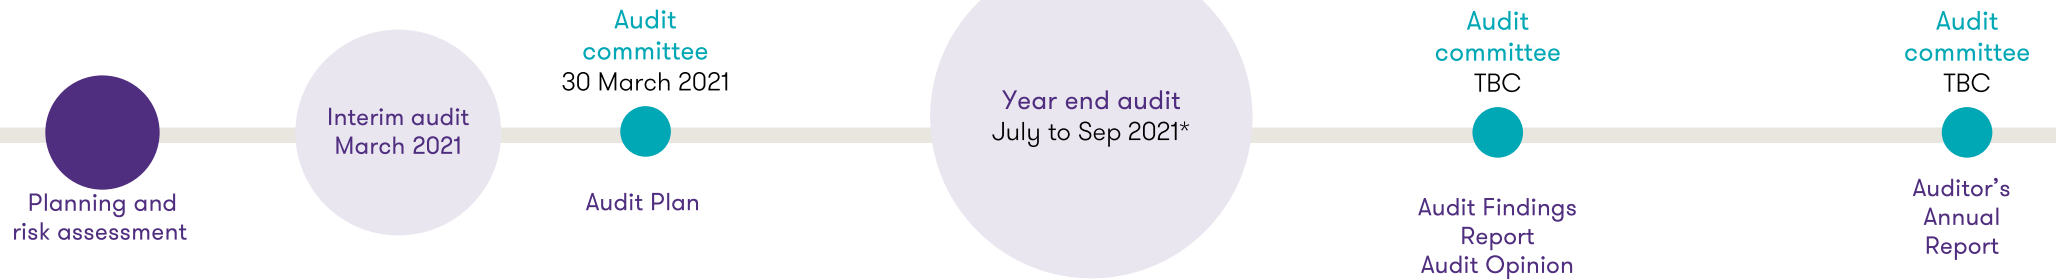 Planning and
risk assessment
Interim audit
March 2021
Audit
committee
30 March 2021
Audit Plan
Year end audit
July to Sep 2021*
Audit
committee
TBC
Audit Findings
Report
Audit Opinion
Audit
committee
TBC
Auditor’s
Annual
Report